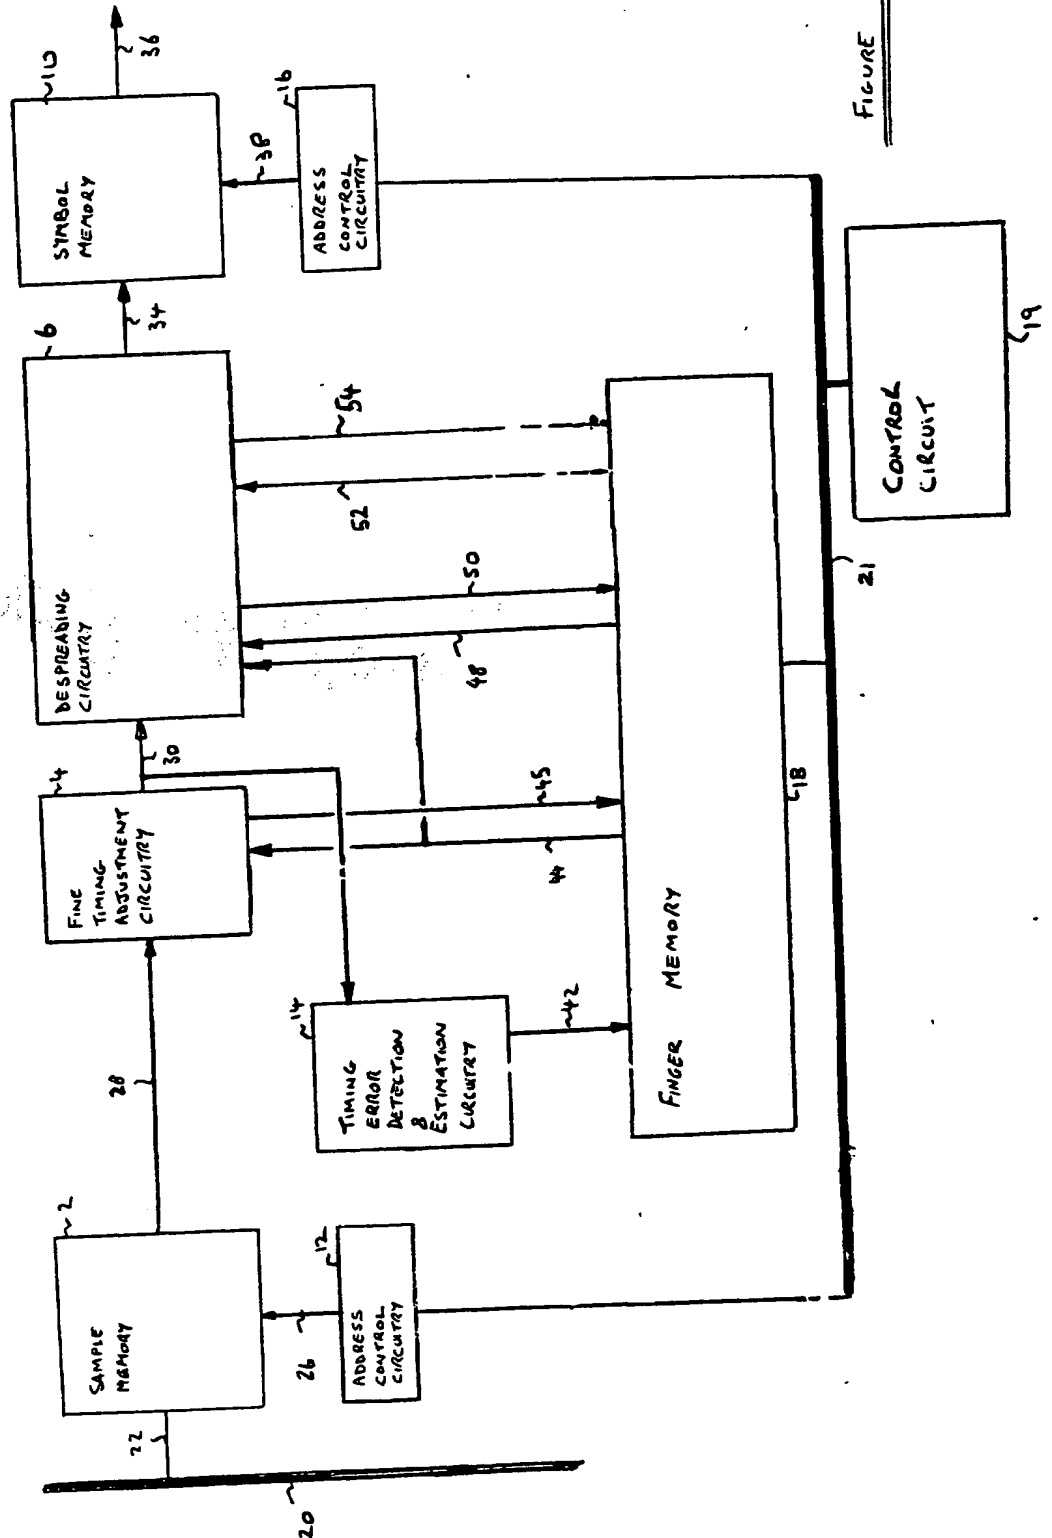 20
22
SAMPLE
MEMORY
2
26
ADDRESS
CONTROL
CIRCUITRY
12
28
FINE
TIMING
ADJUSTMENT
CIRCUITRY
4
30
TIMING
ERROR
DETECTION
&
ESTIMATION
CIRCUITRY
14
42
44
45
DESPREADING
CIRCUITRY
6
48
50
52
54
34
SYMBOL
MEMORY
10
36
38
ADDRESS
CONTROL
CIRCUITRY
16
FINGER MEMORY
18
21
CONTROL
CIRCUIT
19
FIGURE